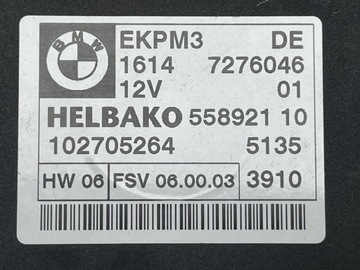 BMW
EKPM3 DE
1614 7276046
12V 01
HELBAKO 558921 10
102705264 5135
HW 06 FSV 06.00.03 3910